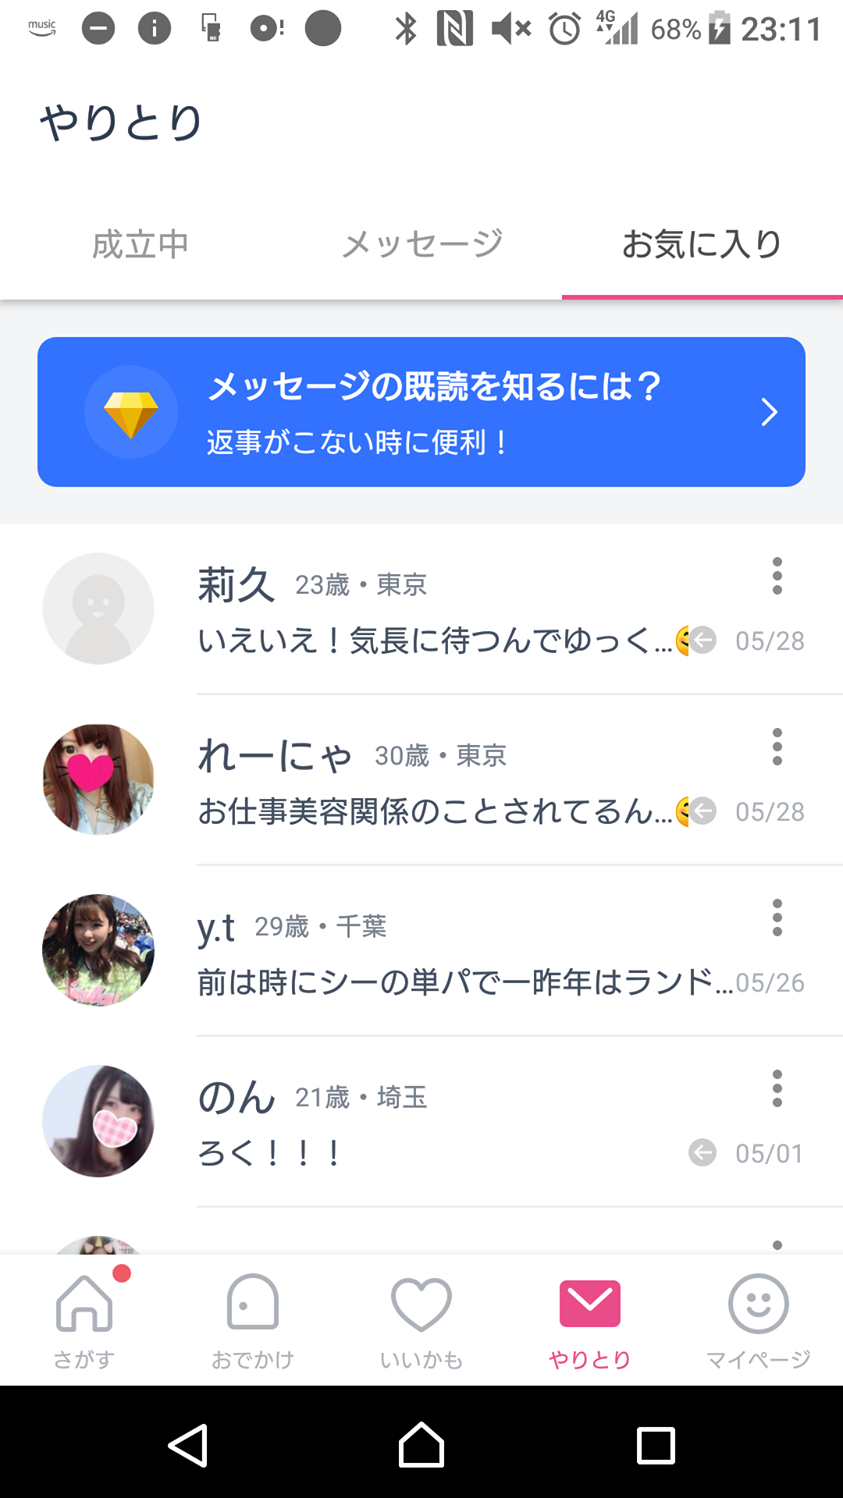 music
4G
68%
23:11
やりとり
成立中
メッセージ
お気に入り
メッセージの既読を知るには？
返事がこない時に便利！
莉久 23歳・東京
いえいえ！気長に待つんでゆっく... 05/28
れーにゃ 30歳・東京
お仕事美容関係のことされてるん... 05/28
y.t 29歳・千葉
前は時にシーの単パで一昨年はランド... 05/26
のん 21歳・埼玉
ろく！！！ 05/01
さがす
おでかけ
いいかも
やりとり
マイページ